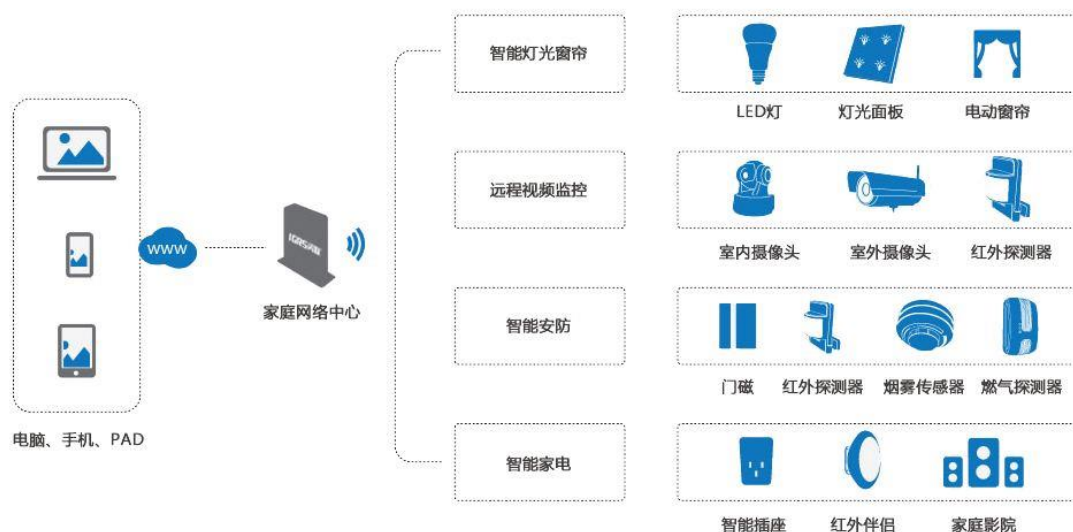 智能灯光窗帘
LED灯
灯光面板
电动窗帘
远程视频监控
室内摄像头
室外摄像头
红外探测器
WWW
家庭网络中心
智能安防
门磁
红外探测器
烟雾传感器
燃气探测器
电脑、手机、PAD
智能家电
智能插座
红外伴侣
家庭影院